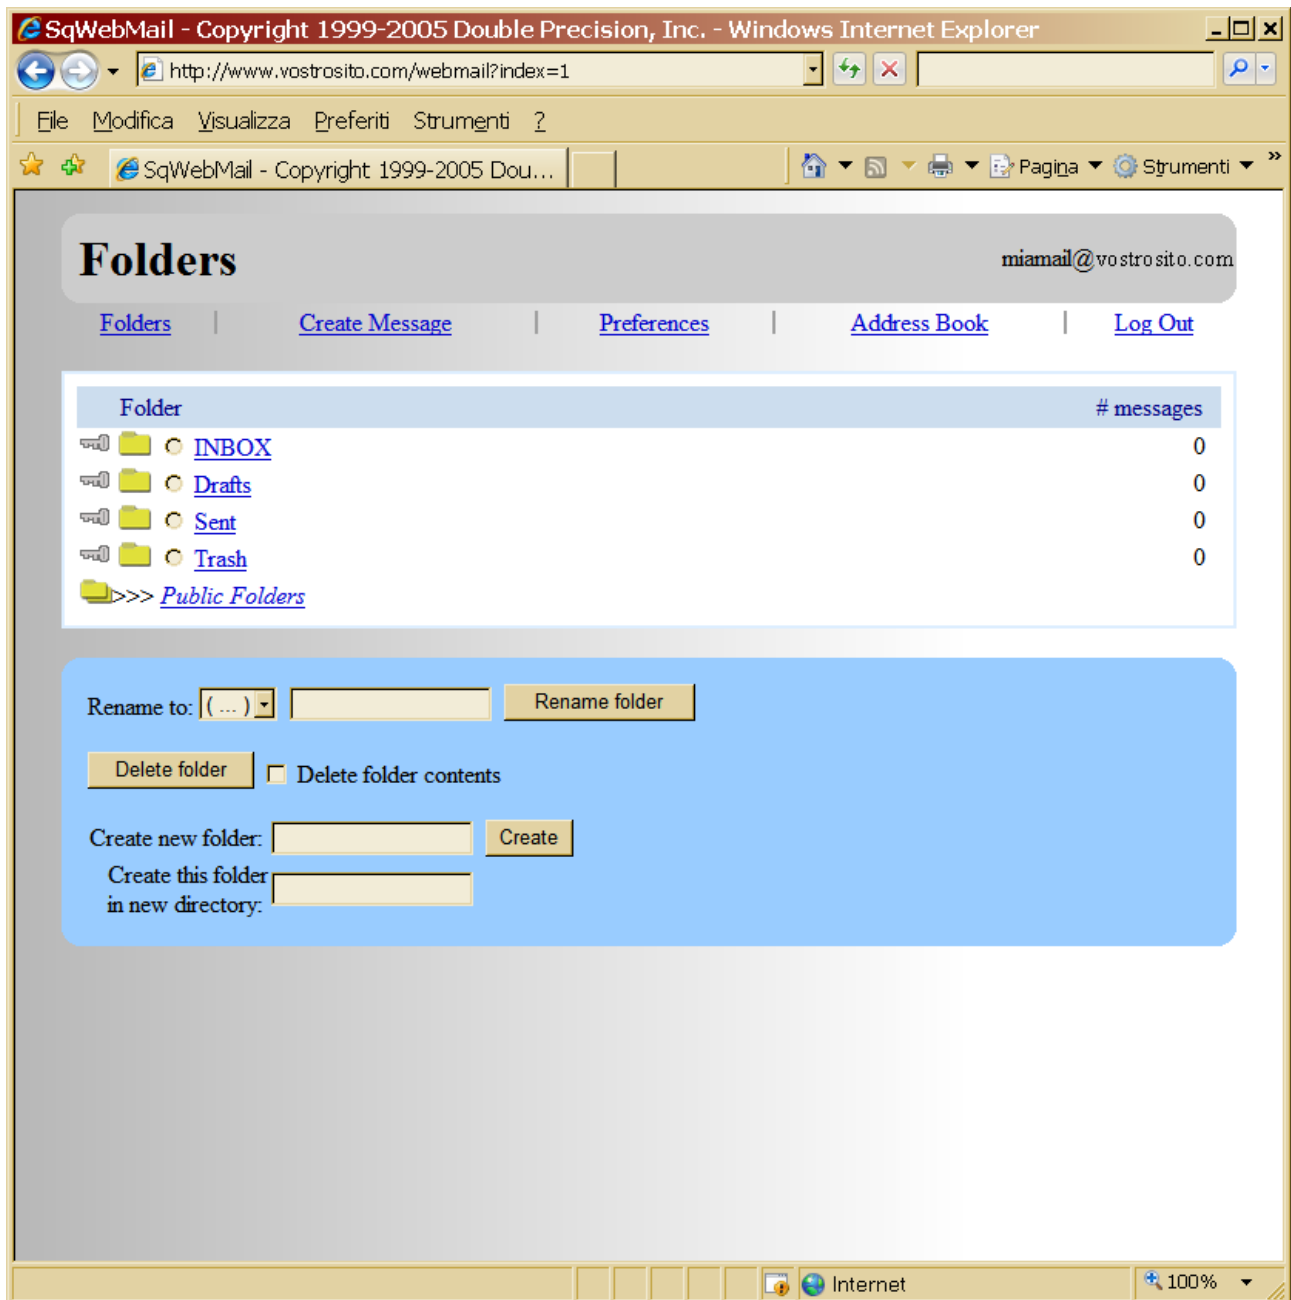 SqWebMail - Copyright 1999-2005 Double Precision, Inc. - Windows Internet Explorer
http://www.vostrosito.com/webmail?index=1
File Modifica Visualizza Preferiti Strumenti ?
SqWebMail - Copyright 1999-2005 Dou... Pagina Strumenti »
Folders miamail@vostrosito.com
Folders | Create Message | Preferences | Address Book | Log Out
Folder # messages
INBOX 0
Drafts 0
Sent 0
Trash 0
>>> Public Folders
Rename to: (...) Rename folder
Delete folder Delete folder contents
Create new folder: Create
Create this folder
in new directory:
Internet 100%